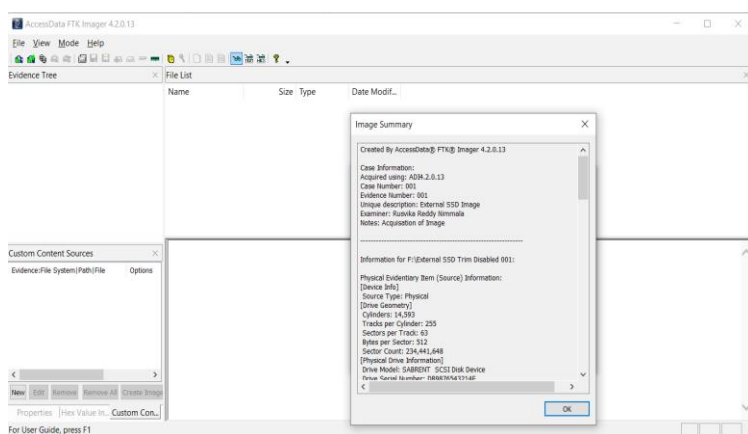 AccessData FTK Imager 4.2.0.13
File View Mode Help
Evidence Tree
File List
Name Size Type Date Modif...
Image Summary
Created By AccessData® FTK® Imager 4.2.0.13
Case Information:
Acquired using: ADI4.2.0.13
Case Number: 001
Evidence Number: 001
Unique description: External SSD Image
Examiner: Rusvika Reddy Nimmala
Notes: Acquisation of Image
--------------------------------------------------------------
Information for F:\External SSD Trim Disabled 001:
Physical Evidentiary Item (Source) Information:
[Device Info]
Source Type: Physical
[Drive Geometry]
Cylinders: 14,593
Tracks per Cylinder: 255
Sectors per Track: 63
Bytes per Sector: 512
Sector Count: 234,441,648
[Physical Drive Information]
Drive Model: SABRENT SCSI Disk Device
Drive Serial Number: DB9876543214E
OK
Custom Content Sources
Evidence:File System|Path|File Options
New Edit Remove Remove All Create Image
Properties Hex Value In... Custom Con...
For User Guide, press F1